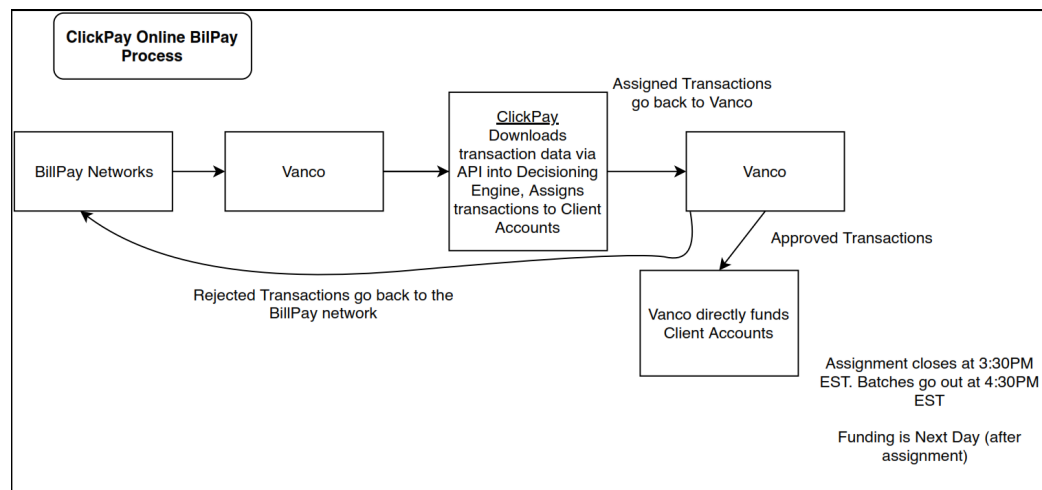 ClickPay Online BilPay
Process
Assigned Transactions
go back to Vanco
BillPay Networks
Vanco
ClickPay
Downloads
transaction data via
API into Decisioning
Engine, Assigns
transactions to Client
Accounts
Vanco
Approved Transactions
Rejected Transactions go back to the
BillPay network
Vanco directly funds
Client Accounts
Assignment closes at 3:30PM
EST. Batches go out at 4:30PM
EST
Funding is Next Day (after
assignment)